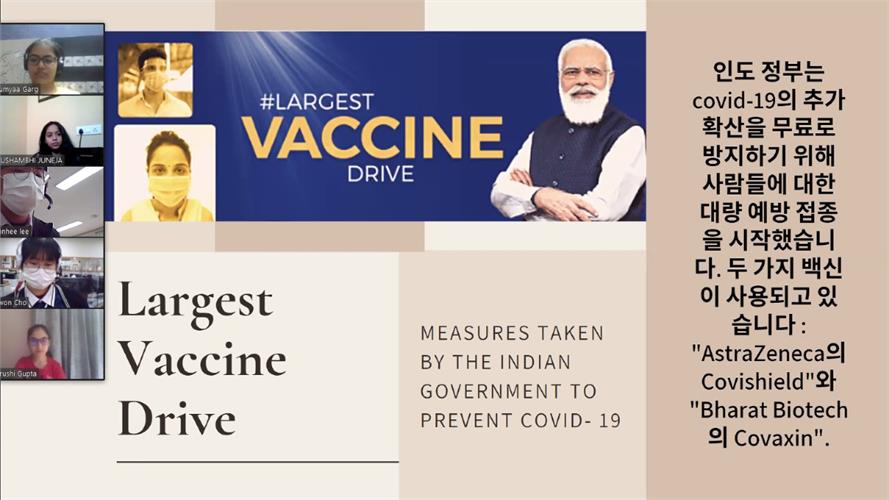 umyaa Garg
USHAMBHI JUNEJA
nhee lee
won Cho
rushi Gupta
#LARGEST
VACCINE
DRIVE
Largest
Vaccine
Drive
MEASURES TAKEN
BY THE INDIAN
GOVERNMENT TO
PREVENT COVID- 19
인도 정부는
covid-19의 추가
확산을 무료로
방지하기 위해
사람들에 대한
대량 예방 접종
을 시작했습니
다. 두 가지 백신
이 사용되고 있
습니다 :
"AstraZeneca의
Covishield"와
"Bharat Biotech
의 Covaxin".